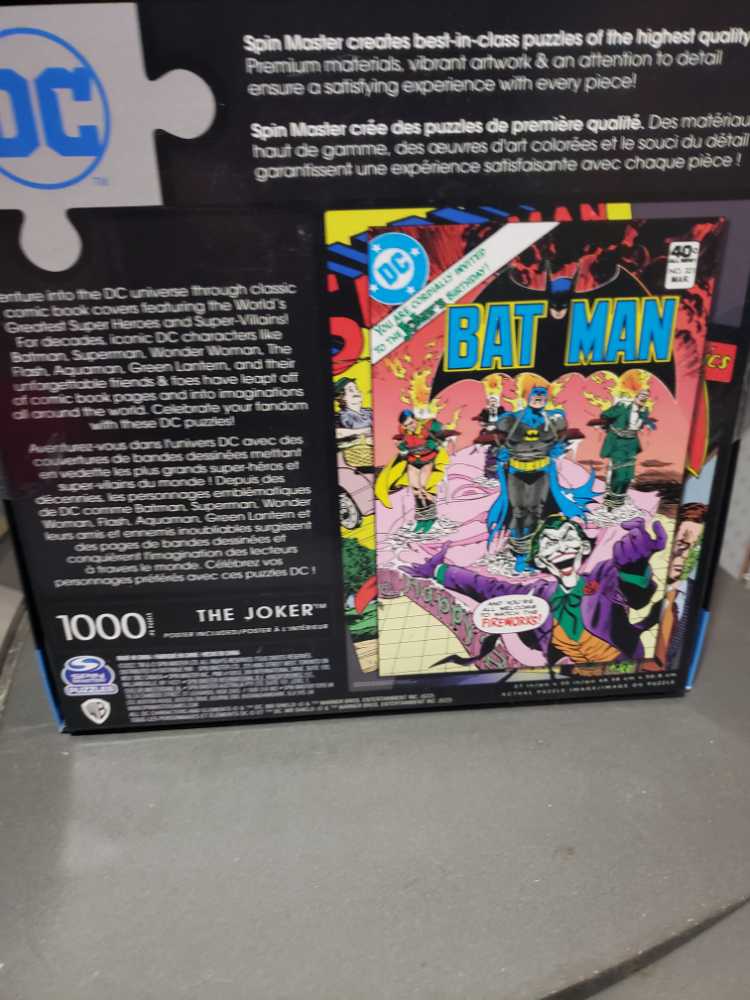 DC
TM
Spin Master creates best-in-class puzzles of the highest quality
Premium materials, vibrant artwork & an attention to detail
ensure a satisfying experience with every piece!
Spin Master crée des puzzles de première qualité. Des matériau
haut de gamme, des œuvres d'art colorées et le souci du détail
garantissent une expérience satisfaisante avec chaque pièce !
enture into the DC universe through classic
comic book covers featuring the World's
Greatest Super Heroes and Super-Villains!
For decades, iconic DC characters like
Batman, Superman, Wonder Woman, The
Flash, Aquaman, Green Lantern, and their
unforgettable friends & foes have leapt off
of comic book pages and into imaginations
all around the world. Celebrate your fandom
with these DC puzzles!
Aventurez-vous dans l'univers DC avec des
couvertures de bandes dessinées mettant
en vedette les plus grands super-héros et
super-vilains du monde ! Depuis des
décennies, les personnages emblématiques
de DC comme Batman, Superman, Wonder
Woman, Flash, Aquaman, Green Lantern et
leurs amis et ennemis inoubliables surgissent
des pages de bandes dessinées et
conquièrent l'imagination des lecteurs
à travers le monde. Célébrez vos
personnages préférés avec ces puzzles DC !
1000
THE JOKER™
POSTER INCLUDED/POSTER À L'INTÉRIEUR
SPIN MASTER
PUZZLES
WB
MAN
DC
40¢
NO. 321
MAR.
YOU ARE CORDIALLY INVITED
TO THE Joker's BIRTHDAY!
BATMAN
ICS
HAPPY
AND YOU'RE
ALL WELCOME
TO WATCH THE
FIREWORKS!
ACTUAL PUZZLE IMAGE/IMAGE DU PUZZLE